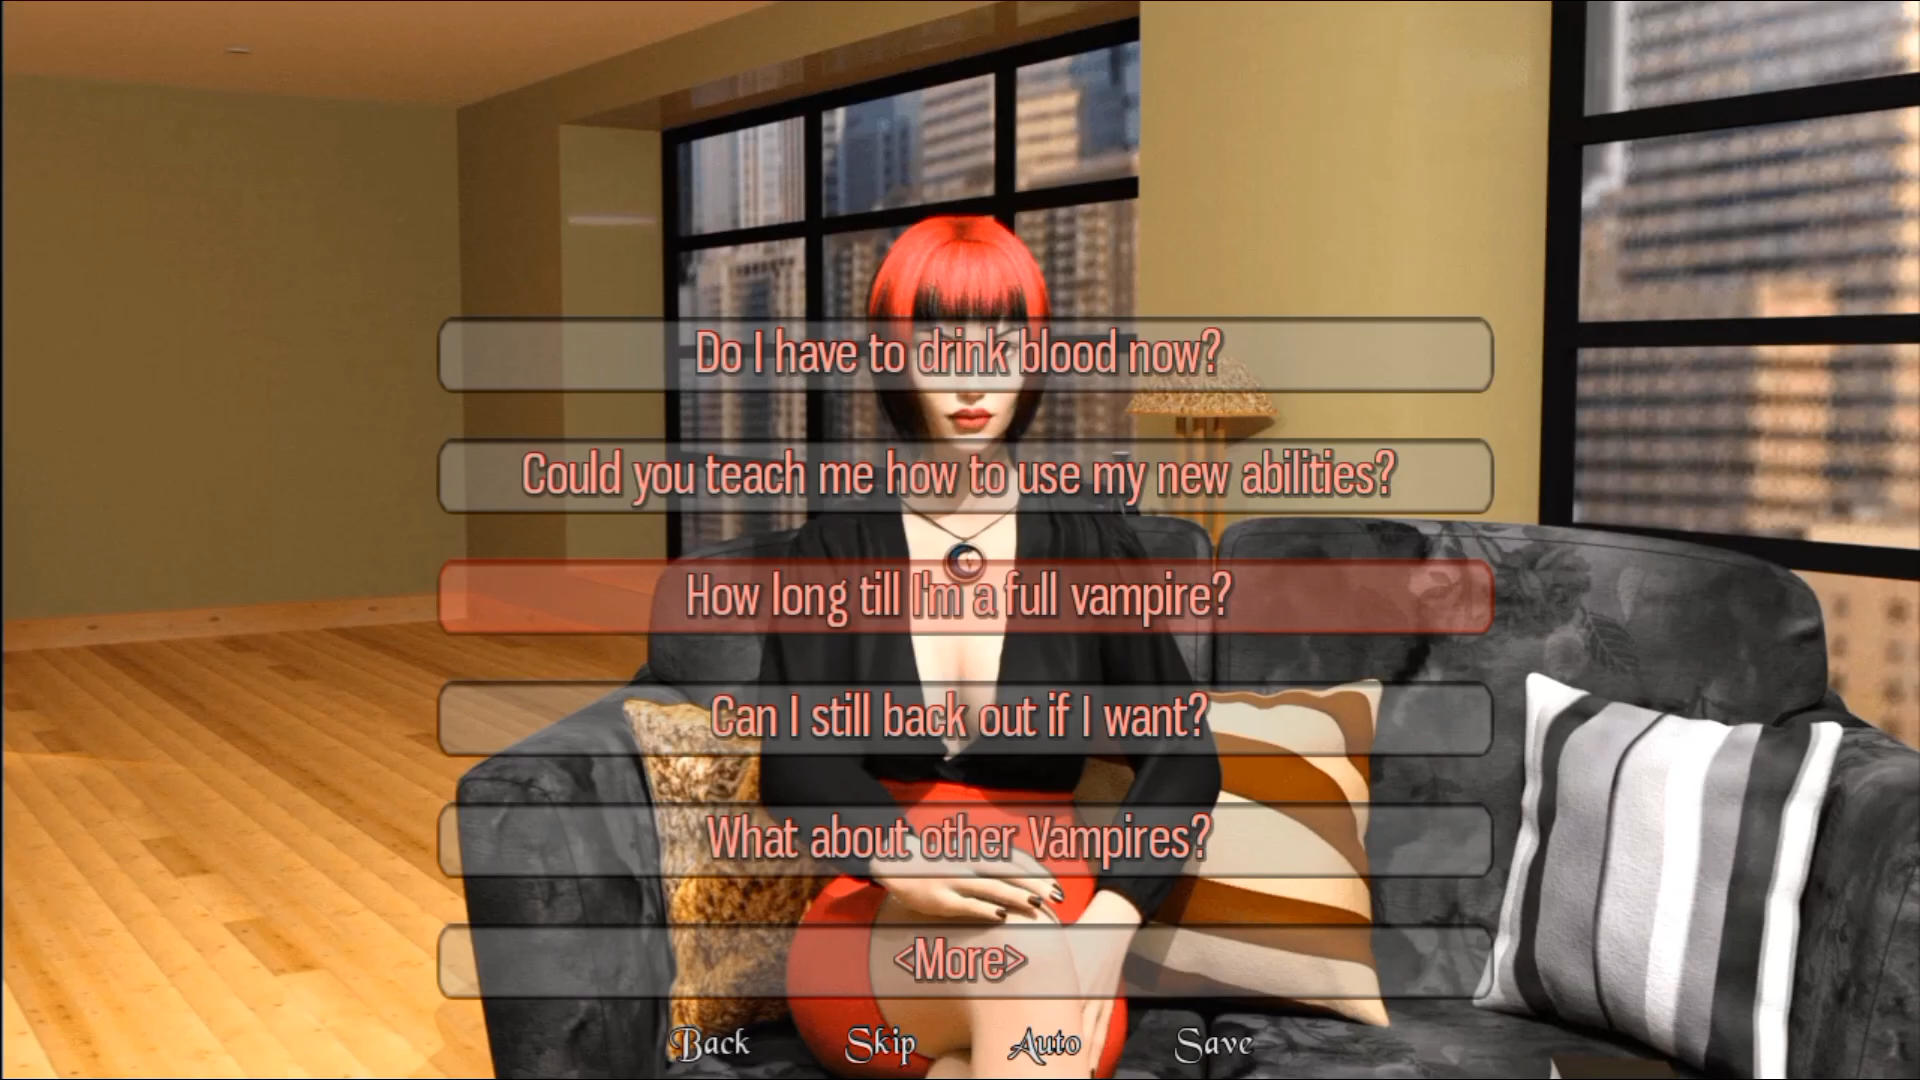 Do I have to drink blood now?
Could you teach me how to use my new abilities?
How long till I'm a full vampire?
Can I still back out if I want?
What about other Vampires?
<More>
Back Skip Auto Save